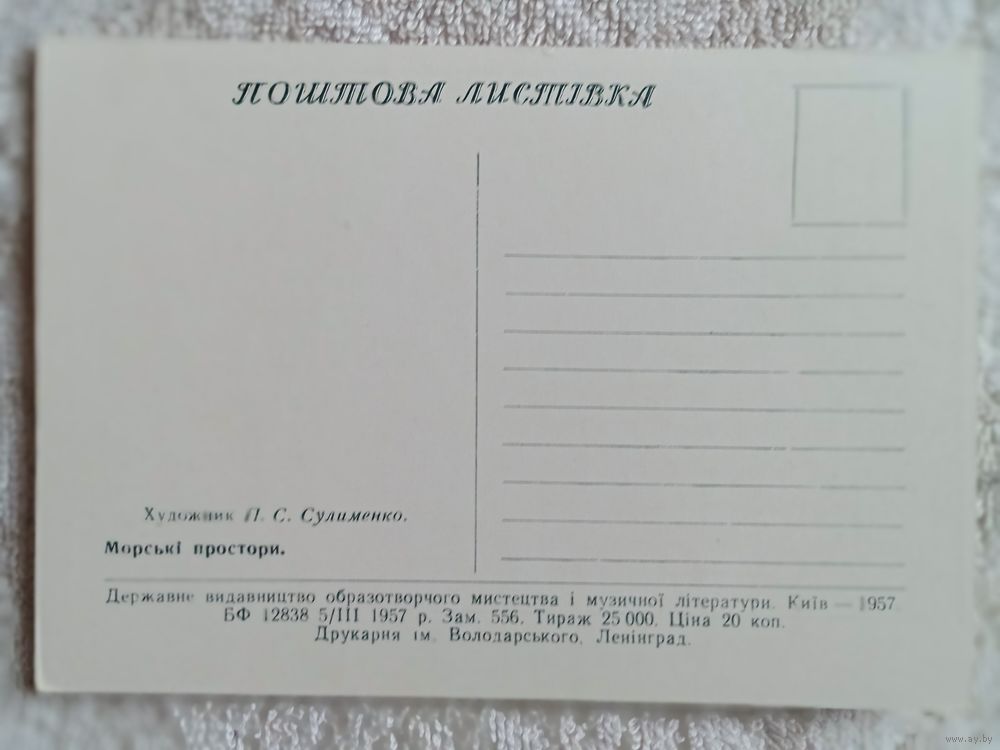 ПОШТОВА ЛИСТІВКА
Художник П. С. Сулименко.
Морські простори.
Державне видавництво образотворчого мистецтва і музичної літератури. Київ — 1957
БФ 12838 5/III 1957 р. Зам. 556. Тираж 25 000. Ціна 20 коп.
Друкарня ім. Володарського. Ленінград.
www.ay.by